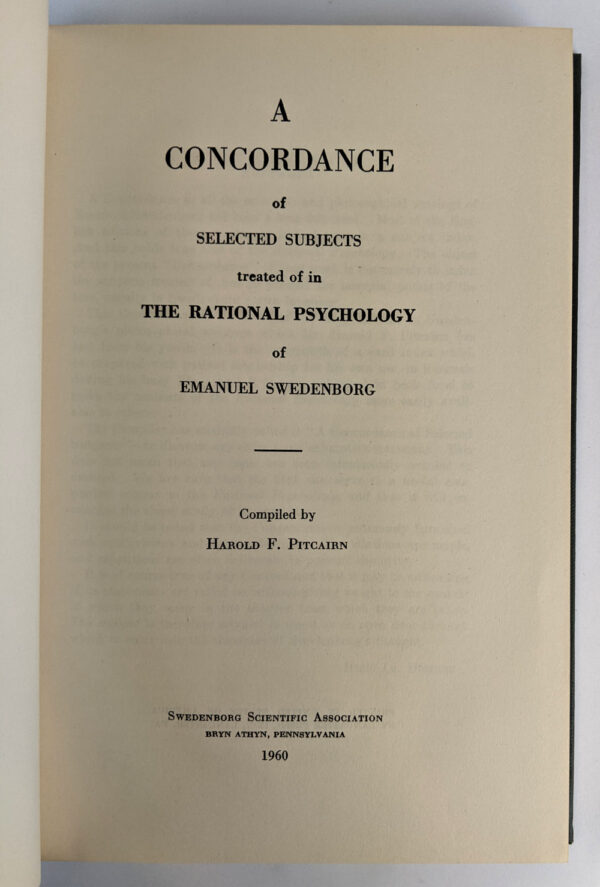 A
CONCORDANCE
of
SELECTED SUBJECTS
treated of in
THE RATIONAL PSYCHOLOGY
of
EMANUEL SWEDENBORG
Compiled by
HAROLD F. PITCAIRN
SWEDENBORG SCIENTIFIC ASSOCIATION
BRYN ATHYN, PENNSYLVANIA
1960